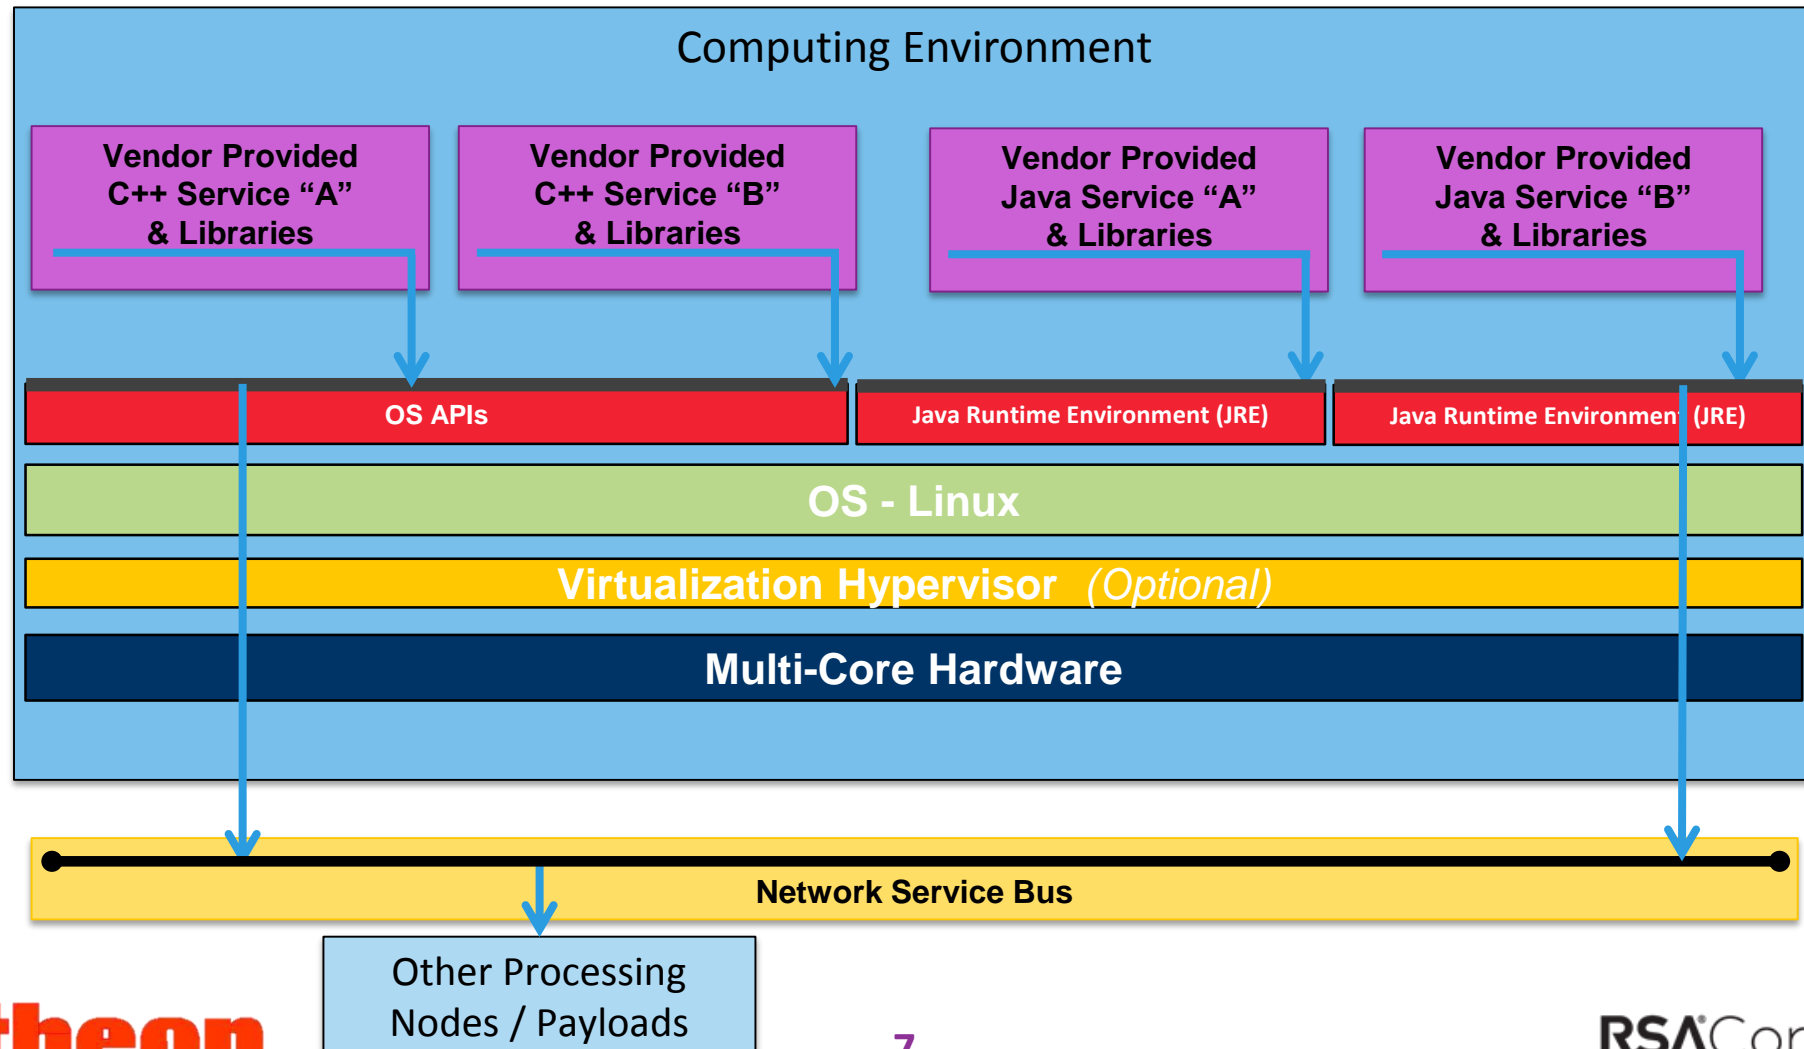 Computing Environment
Vendor Provided
C++ Service “A”
& Libraries
Vendor Provided
C++ Service “B”
& Libraries
Vendor Provided
Java Service “A”
& Libraries
Vendor Provided
Java Service “B”
& Libraries
OS APIs
Java Runtime Environment (JRE)
Java Runtime Environment (JRE)
OS - Linux
Virtualization Hypervisor (Optional)
Multi-Core Hardware
Network Service Bus
Other Processing
Nodes / Payloads
7
RSA